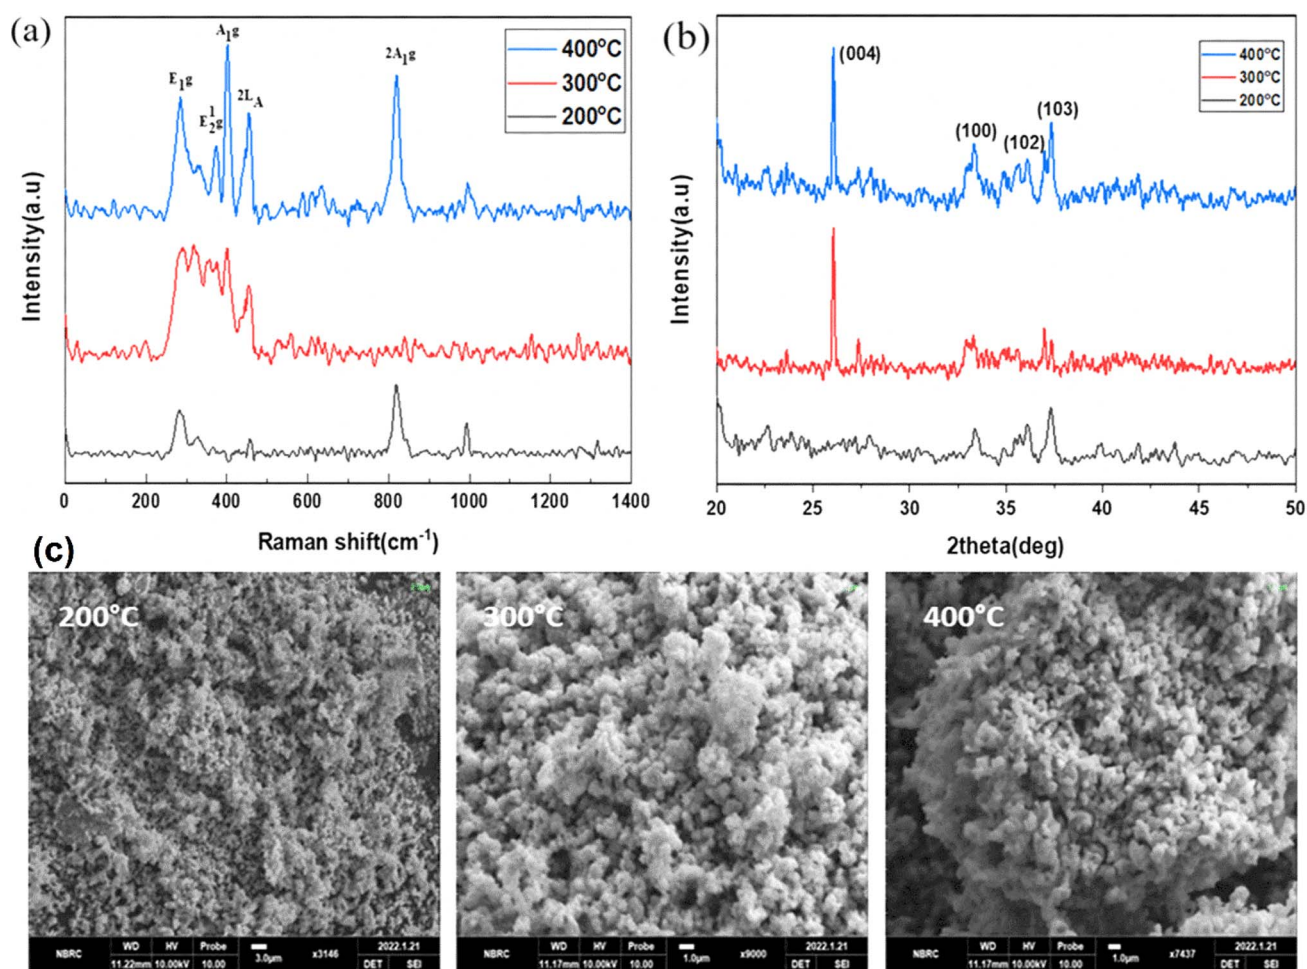 (a)
A1g
2A1g
E1g
E12g
2LA
400°C
300°C
200°C
Intensity(a.u)
0 200 400 600 800 1000 1200 1400
Raman shift(cm-1)
(b)
(004)
(100)
(102)
(103)
400°C
300°C
200°C
Intensity(a.u)
20 25 30 35 40 45 50
2theta(deg)
(c)
200°C
300°C
400°C
NBRC
WD HV Probe 2022.1.21
11.22mm 10.00kV 10.00 3.0μm x3146 DET SEI
NBRC
WD HV Probe 2022.1.21
11.17mm 10.00kV 10.00 1.0μm x9000 DET SEI
NBRC
WD HV Probe 2022.1.21
11.17mm 10.00kV 10.00 1.0μm x7437 DET SEI